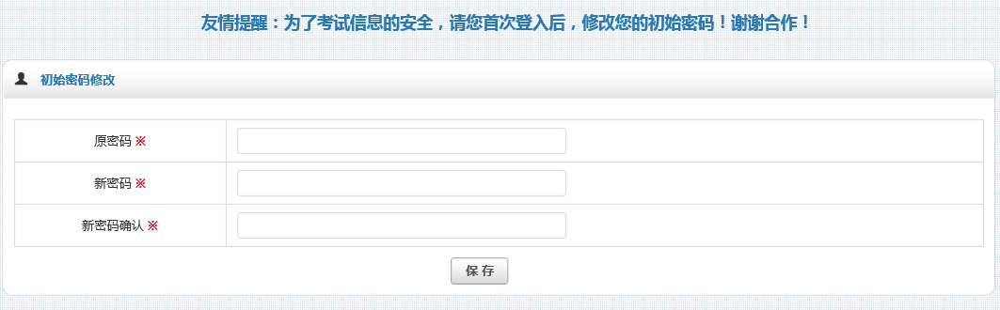 友情提醒：为了考试信息的安全，请您首次登入后，修改您的初始密码！谢谢合作！
初始密码修改
原密码 ※
新密码 ※
新密码确认 ※
保 存